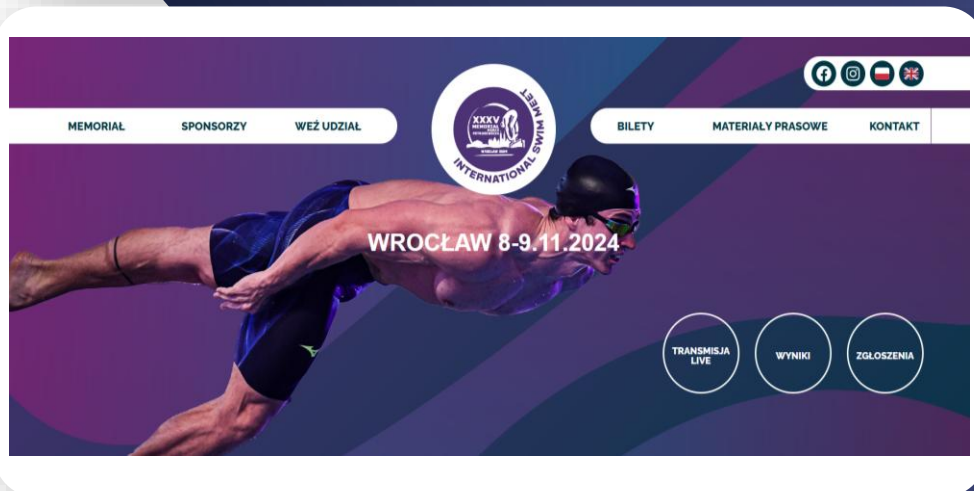 MEMORIAŁ
SPONSORZY
WEŹ UDZIAŁ
XXXV
MEMORIAŁ
INTERNATIONAL SWIM MEET
BILETY
MATERIAŁY PRASOWE
KONTAKT
WROCŁAW 8-9.11.2024
TRANSMISJA
LIVE
WYNIKI
ZGŁOSZENIA